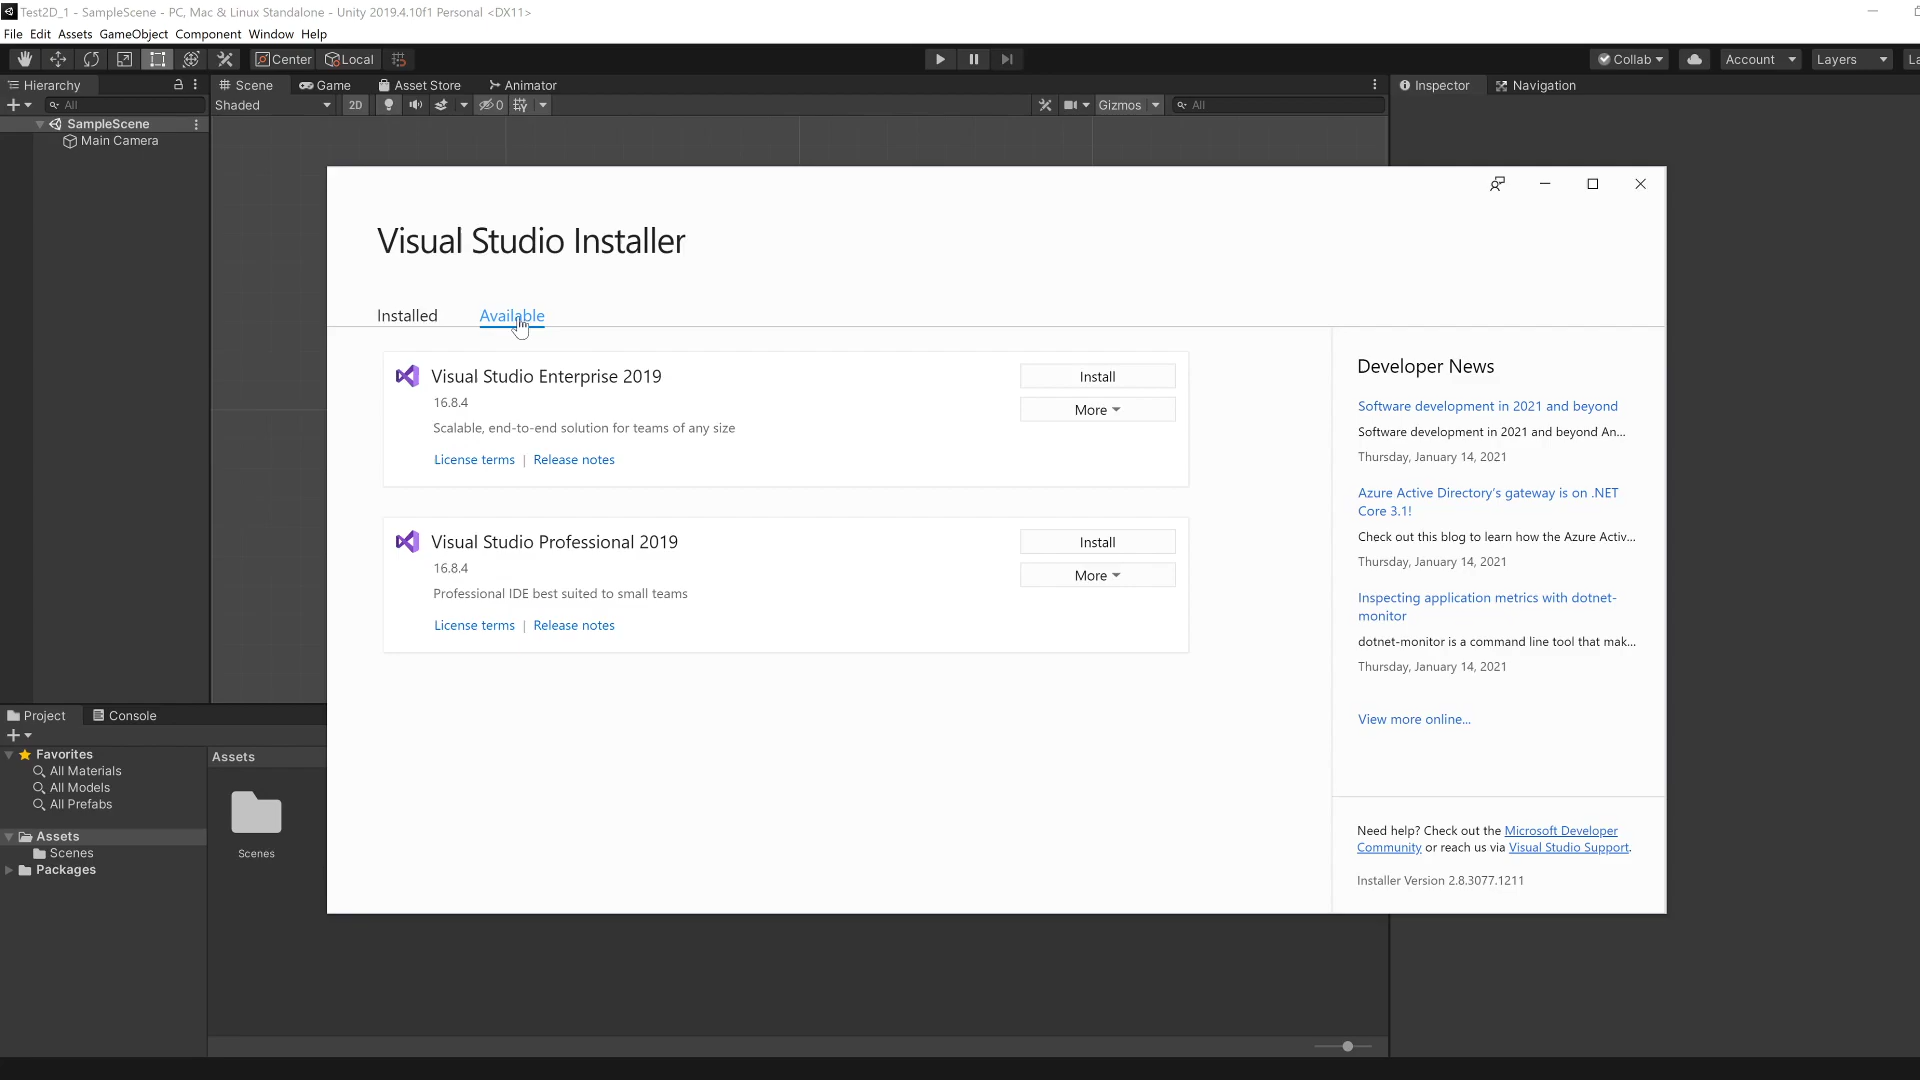 Test2D_1 - SampleScene - PC, Mac & Linux Standalone - Unity 2019.4.10f1 Personal <DX11>
File Edit Assets GameObject Component Window Help
Center Local
Collab Account Layers
Hierarchy
Scene Game Asset Store Animator
Inspector Navigation
All
Shaded 2D 0 Gizmos All
SampleScene
Main Camera
Visual Studio Installer
Installed Available
Visual Studio Enterprise 2019
Install
16.8.4
More
Scalable, end-to-end solution for teams of any size
License terms | Release notes
Visual Studio Professional 2019
Install
16.8.4
More
Professional IDE best suited to small teams
License terms | Release notes
Developer News
Software development in 2021 and beyond
Software development in 2021 and beyond An...
Thursday, January 14, 2021
Azure Active Directory's gateway is on .NET
Core 3.1!
Check out this blog to learn how the Azure Activ...
Thursday, January 14, 2021
Inspecting application metrics with dotnet-
monitor
dotnet-monitor is a command line tool that mak...
Thursday, January 14, 2021
View more online...
Need help? Check out the Microsoft Developer
Community or reach us via Visual Studio Support.
Installer Version 2.8.3077.1211
Project Console
Favorites
All Materials
All Models
All Prefabs
Assets
Scenes
Packages
Assets
Scenes